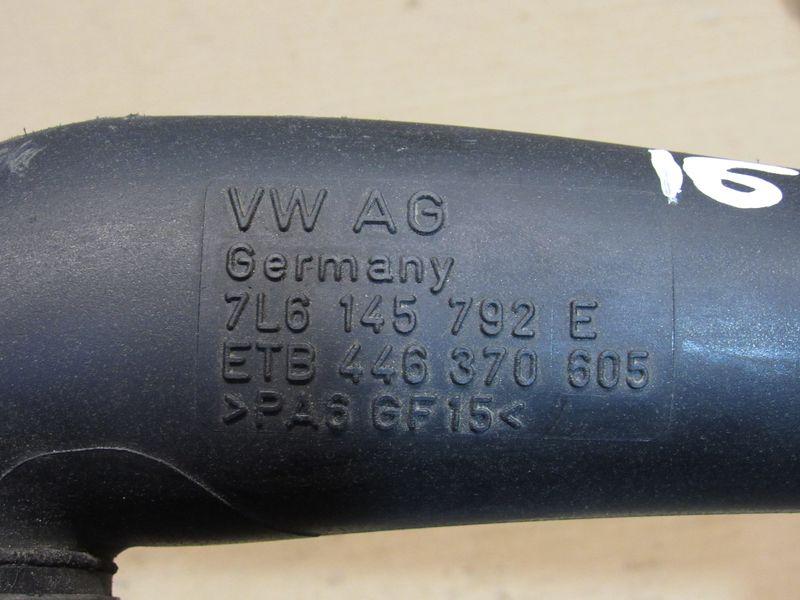 VW AG
Germany
7L6 145 792 E
ETB 446 370 605
>PA6 GF15<
16